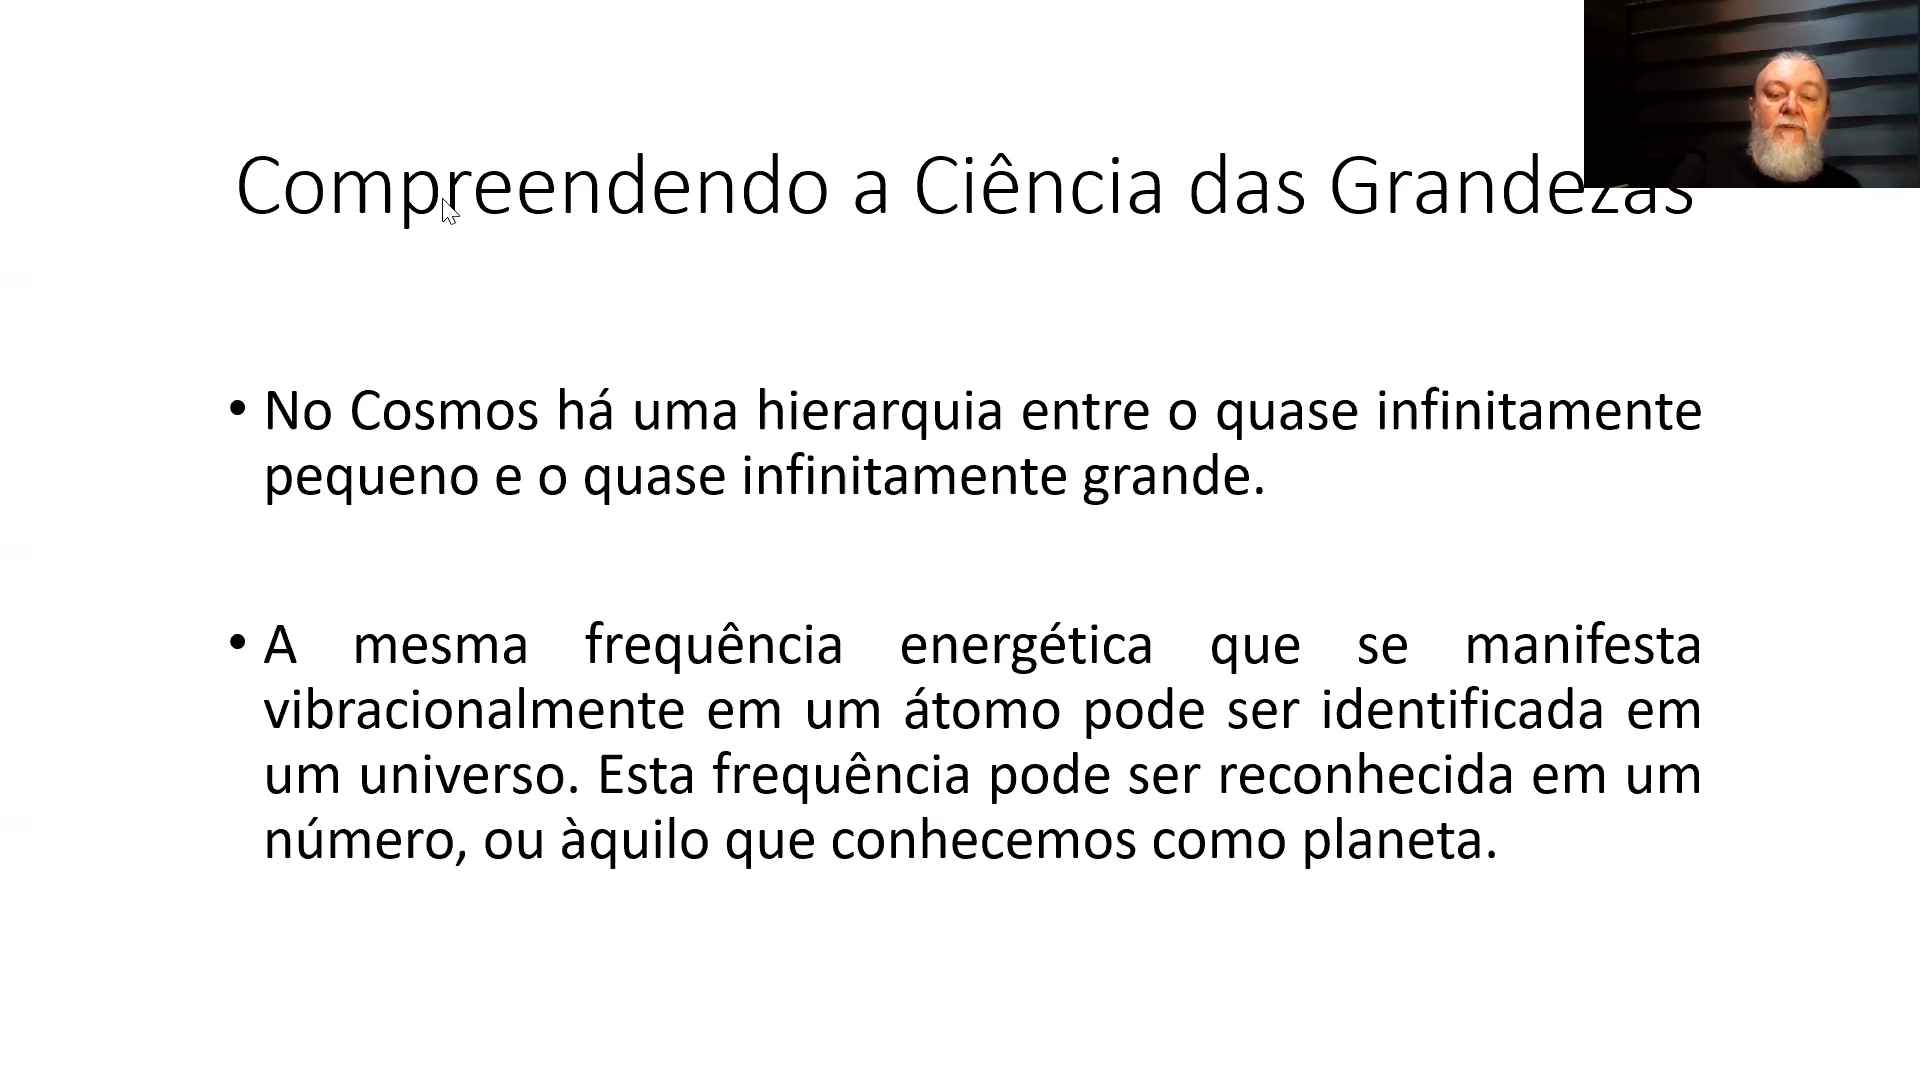 Compreendendo a Ciência das Grandezas
• No Cosmos há uma hierarquia entre o quase infinitamente
pequeno e o quase infinitamente grande.
• A mesma frequência energética que se manifesta
vibracionalmente em um átomo pode ser identificada em
um universo. Esta frequência pode ser reconhecida em um
número, ou àquilo que conhecemos como planeta.